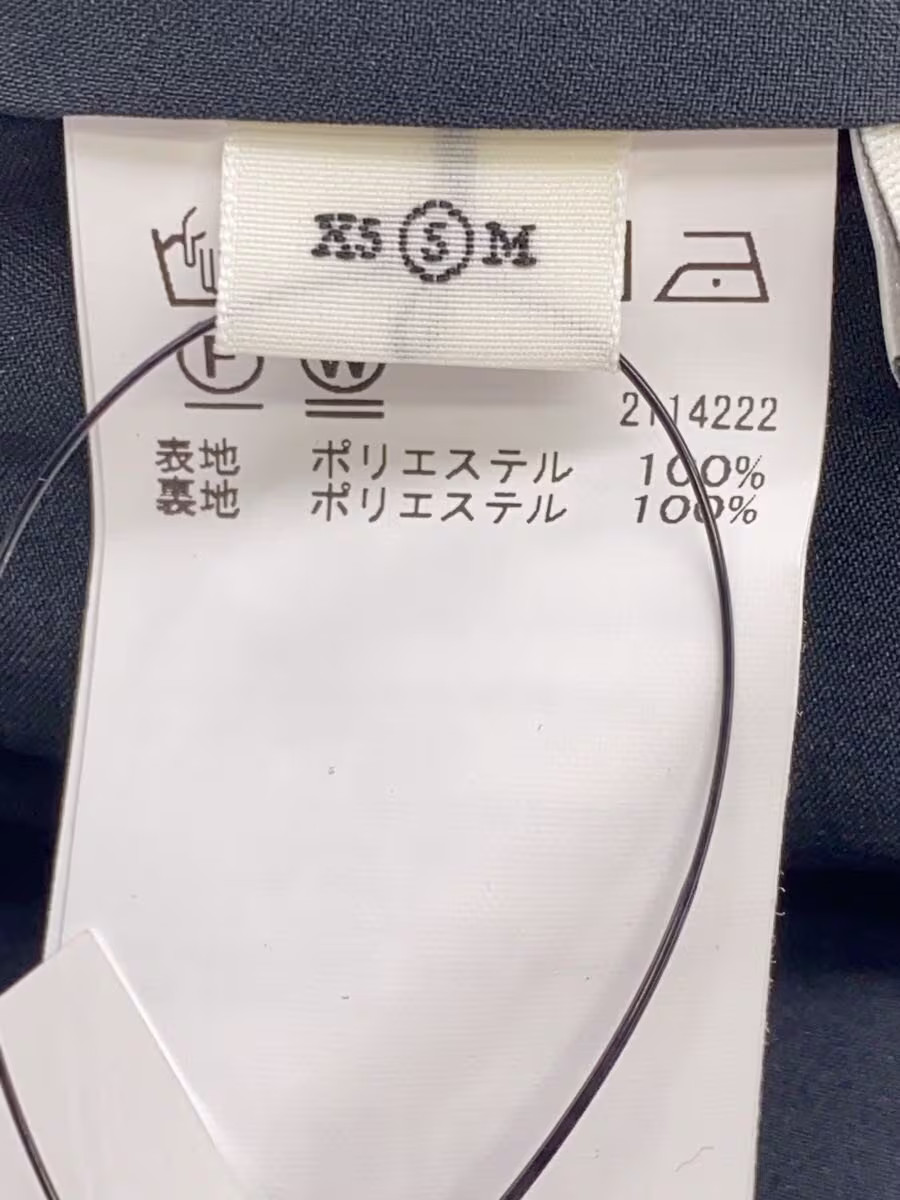 XS Ⓢ M
F W
2114222
表地 ポリエステル 100%
裏地 ポリエステル 100%